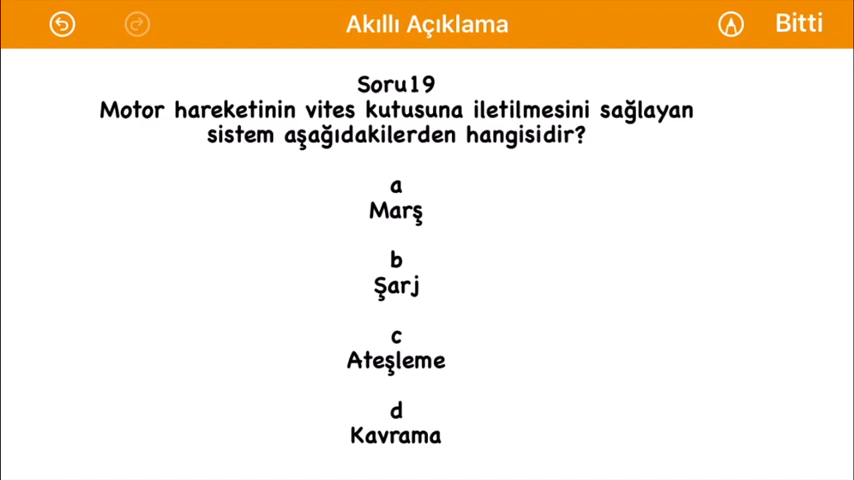 Akıllı Açıklama
Bitti
Soru19
Motor hareketinin vites kutusuna iletilmesini sağlayan
sistem aşağıdakilerden hangisidir?
a
Marş
b
Şarj
c
Ateşleme
d
Kavrama